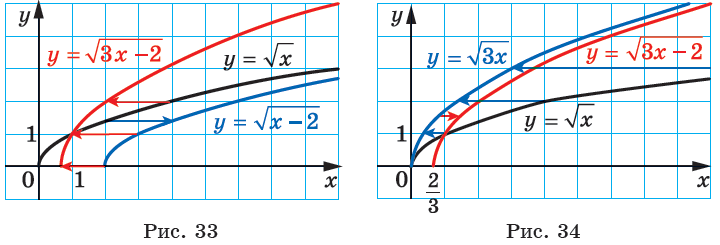 y
y = √(3x − 2)
y = √x
y = √(x − 2)
1
0
1
x
Рис. 33
y
y = √(3x)
y = √(3x − 2)
y = √x
1
0
2/3
x
Рис. 34